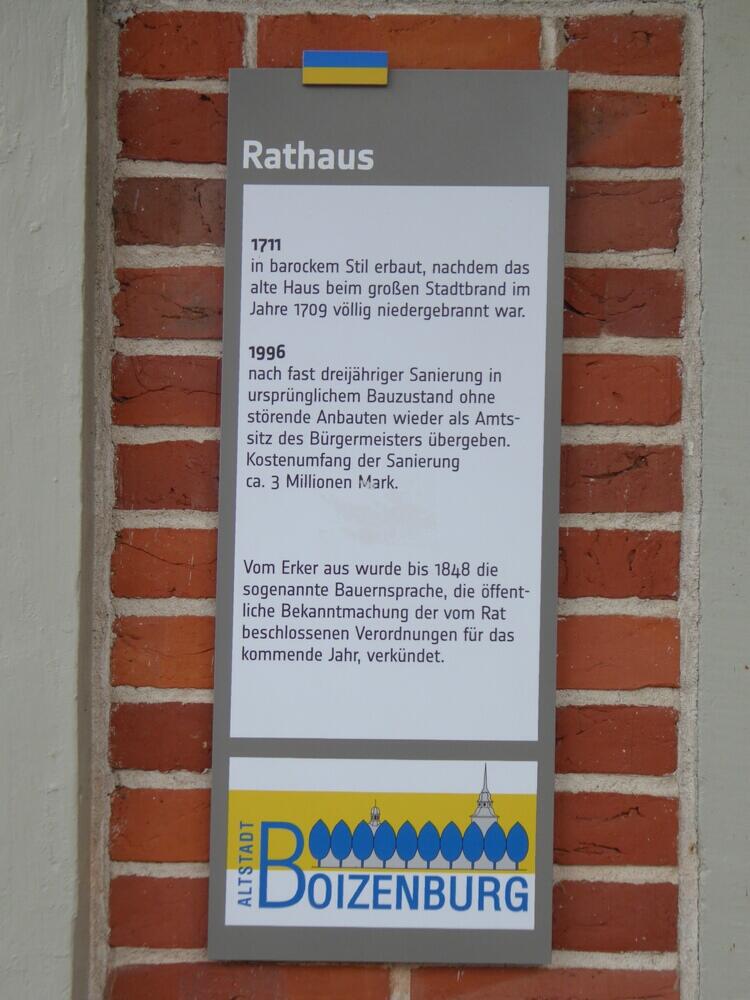 Rathaus
1711
in barockem Stil erbaut, nachdem das
alte Haus beim großen Stadtbrand im
Jahre 1709 völlig niedergebrannt war.
1996
nach fast dreijähriger Sanierung in
ursprünglichem Bauzustand ohne
störende Anbauten wieder als Amts-
sitz des Bürgermeisters übergeben.
Kostenumfang der Sanierung
ca. 3 Millionen Mark.
Vom Erker aus wurde bis 1848 die
sogenannte Bauernsprache, die öffent-
liche Bekanntmachung der vom Rat
beschlossenen Verordnungen für das
kommende Jahr, verkündet.
ALTSTADT
BOIZENBURG